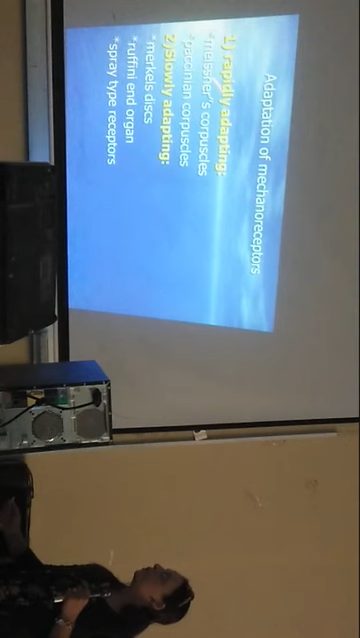 Adaptation of mechanoreceptors
1) rapidly adapting:
*meissner's corpuscles
*paccinian corpuscles
2)Slowly adapting:
*merkels discs
*ruffini end organ
*spray type receptors